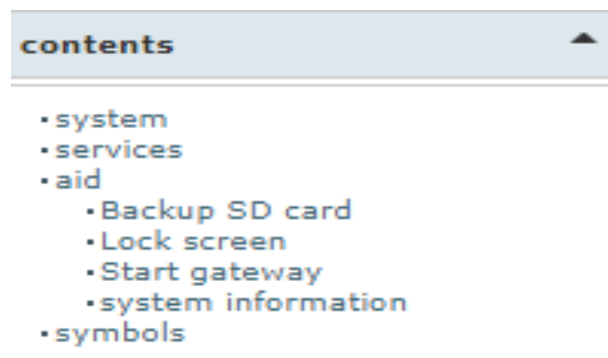 contents
system
services
aid
Backup SD card
Lock screen
Start gateway
system information
symbols